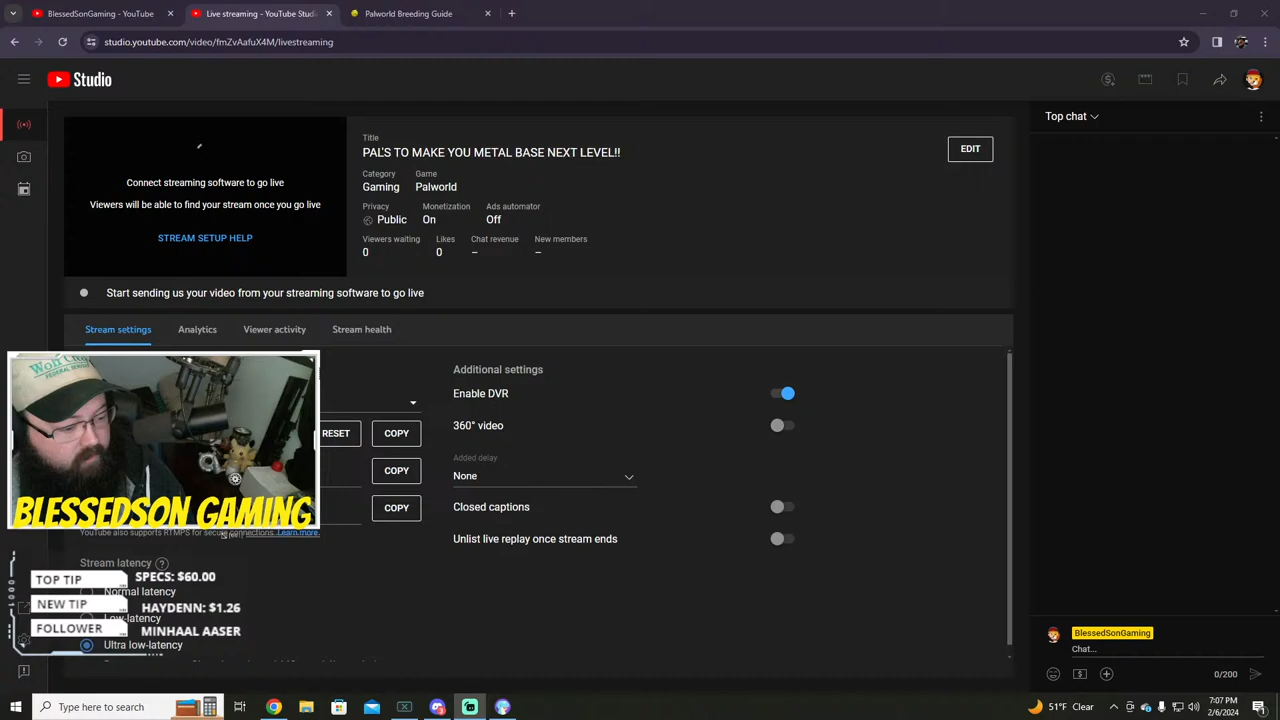 BlessedSonGaming - YouTube
Live streaming - YouTube Studio
Palworld Breeding Guide
studio.youtube.com/video/fmZvAafuX4M/livestreaming
Studio
Connect streaming software to go live
Viewers will be able to find your stream once you go live
STREAM SETUP HELP
Title
PAL'S TO MAKE YOU METAL BASE NEXT LEVEL!!
EDIT
Category
Game
Gaming
Palworld
Privacy
Monetization
Ads automator
Public
On
Off
Viewers waiting
Likes
Chat revenue
New members
0
0
–
–
Start sending us your video from your streaming software to go live
Top chat
Stream settings
Analytics
Viewer activity
Stream health
Additional settings
Enable DVR
360° video
Added delay
None
Closed captions
Unlist live replay once stream ends
RESET
COPY
COPY
COPY
BLESSEDSON GAMING
YouTube also supports RTMPS for secure connections. Learn more.
Stream latency
Normal latency
Low-latency
Ultra low-latency
TOP TIP
SPECS: $60.00
NEW TIP
HAYDENN: $1.26
FOLLOWER
MINHAAL AASER
BlessedSonGaming
Chat...
0/200
Type here to search
51°F Clear
7:07 PM
2/6/2024